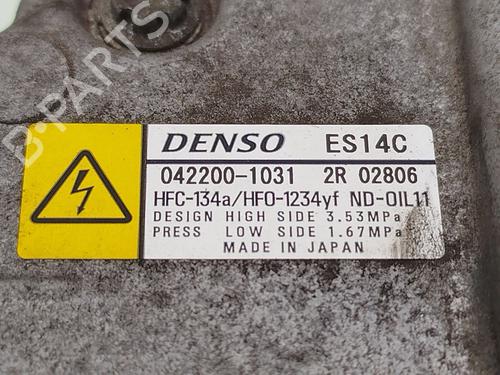 B-PARTS
DENSO ES14C
042200-1031 2R 02806
HFC-134a/HFO-1234yf ND-OIL11
DESIGN HIGH SIDE 3.53MPa
PRESS LOW SIDE 1.67MPa
MADE IN JAPAN